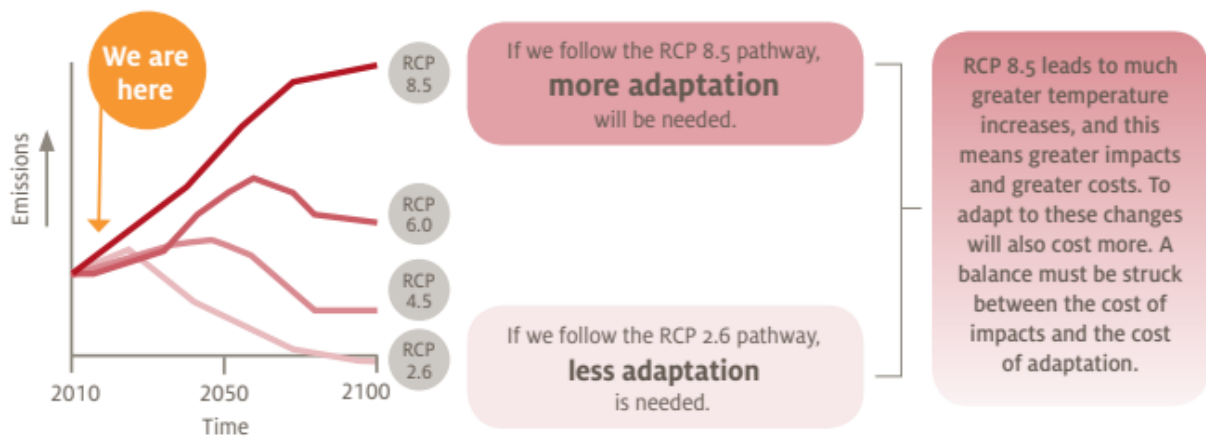 We are
here
Emissions
2010
2050
2100
Time
RCP
8.5
RCP
6.0
RCP
4.5
RCP
2.6
If we follow the RCP 8.5 pathway,
more adaptation
will be needed.
If we follow the RCP 2.6 pathway,
less adaptation
is needed.
RCP 8.5 leads to much
greater temperature
increases, and this
means greater impacts
and greater costs. To
adapt to these changes
will also cost more. A
balance must be struck
between the cost of
impacts and the cost
of adaptation.